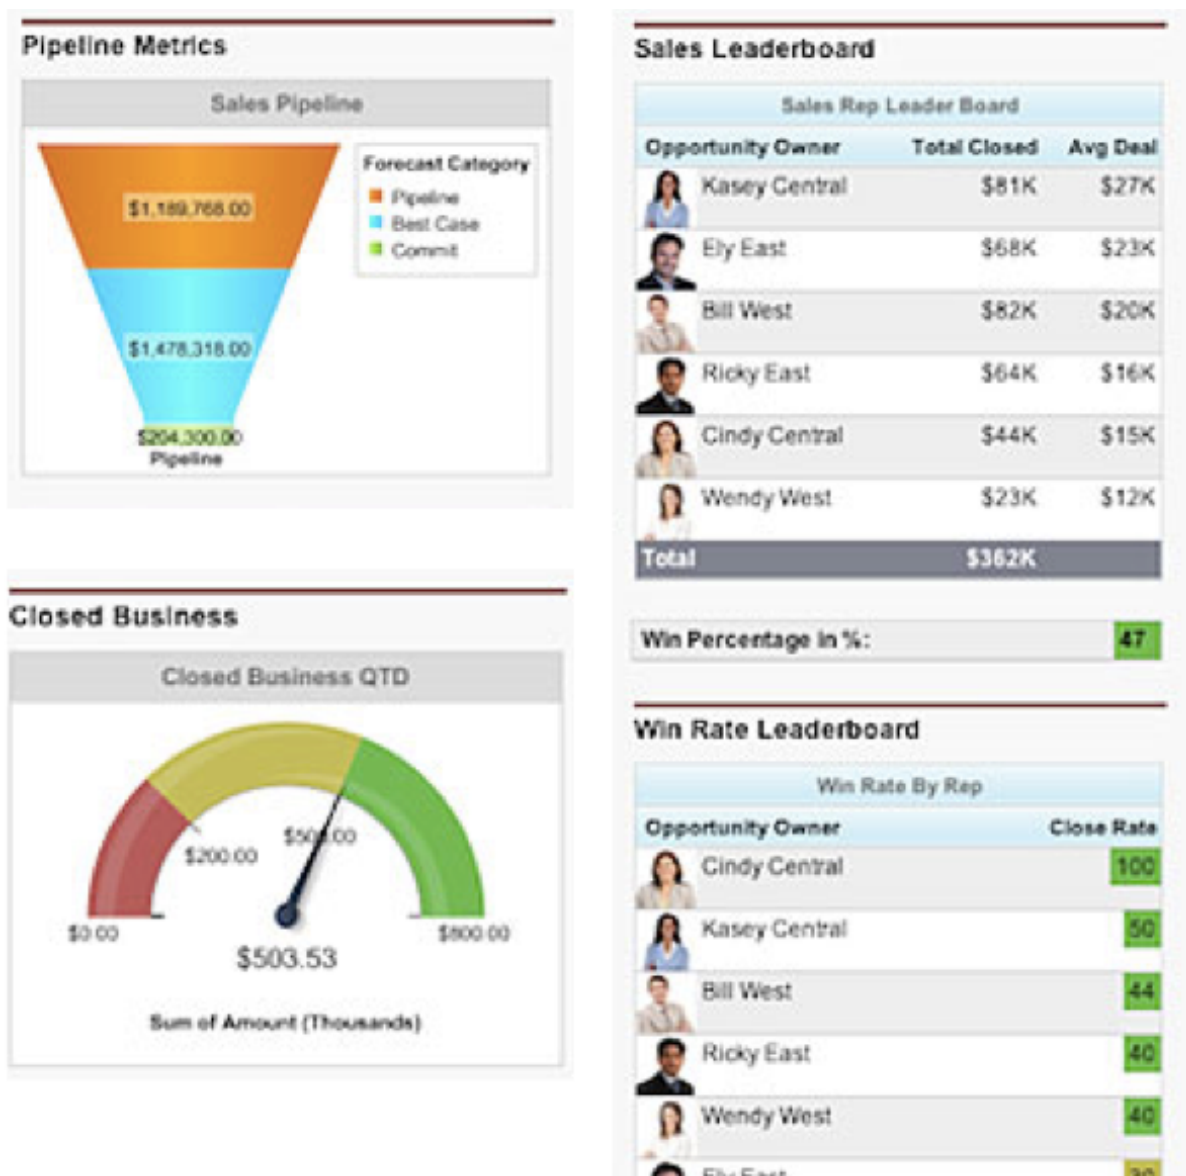 Pipeline Metrics
Sales Pipeline
$1,189,768.00
$1,478,318.00
$204,300.00
Pipeline
Forecast Category
Pipeline
Best Case
Commit
Closed Business
Closed Business QTD
$0.00
$200.00
$500.00
$800.00
$503.53
Sum of Amount (Thousands)
Sales Leaderboard
Sales Rep Leader Board
Opportunity Owner Total Closed Avg Deal
Kasey Central $81K $27K
Ely East $68K $23K
Bill West $82K $20K
Ricky East $64K $16K
Cindy Central $44K $15K
Wendy West $23K $12K
Total $362K
Win Percentage in %: 47
Win Rate Leaderboard
Win Rate By Rep
Opportunity Owner Close Rate
Cindy Central 100
Kasey Central 50
Bill West 44
Ricky East 40
Wendy West 40
Ely East